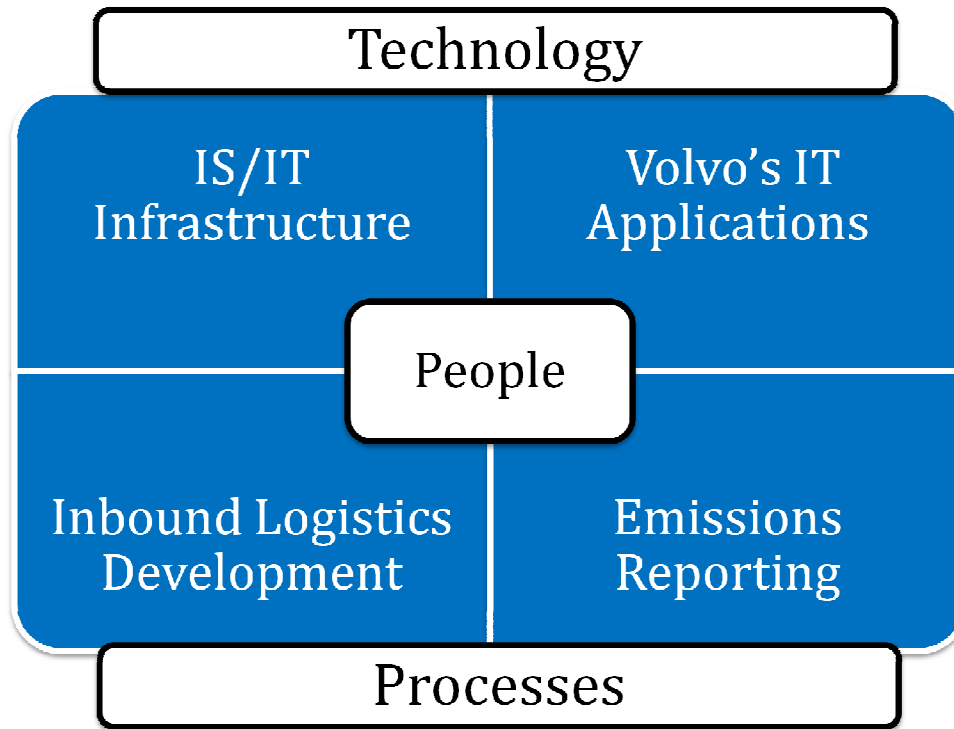 Technology
IS/IT
Infrastructure
Volvo’s IT
Applications
People
Inbound Logistics
Development
Emissions
Reporting
Processes